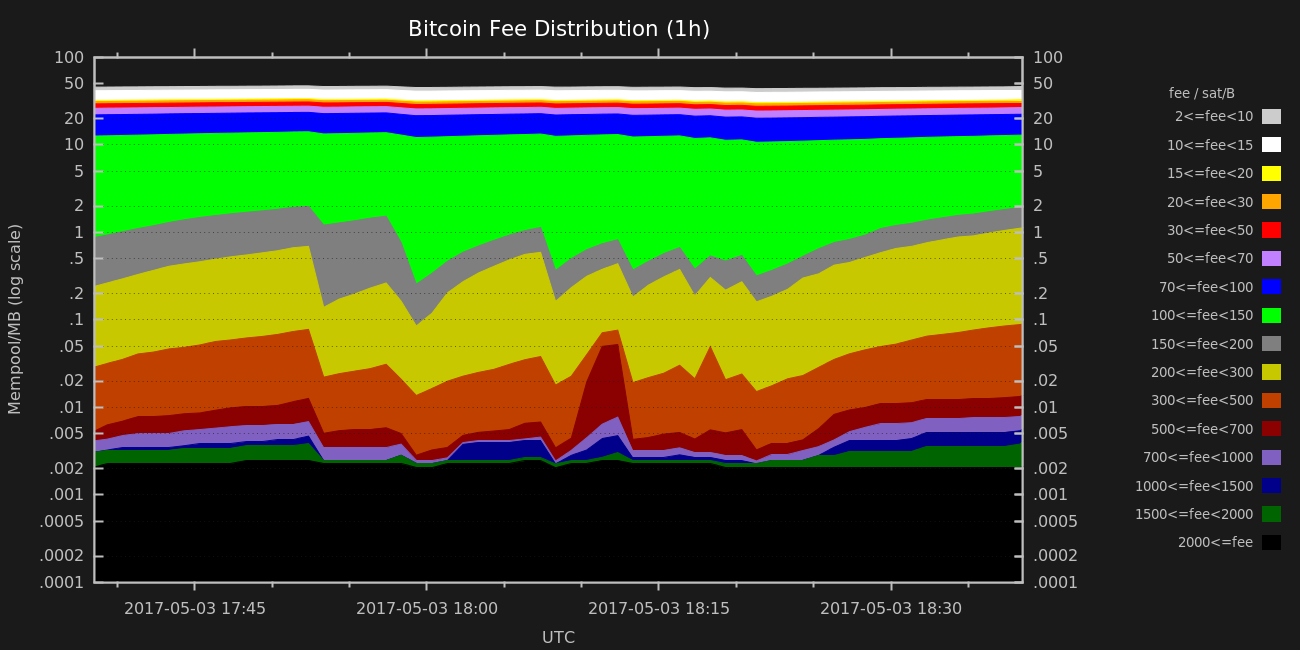 Bitcoin Fee Distribution (1h)
Mempool/MB (log scale)
100
50
20
10
5
2
1
.5
.2
.1
.05
.02
.01
.005
.002
.001
.0005
.0002
.0001
100
50
20
10
5
2
1
.5
.2
.1
.05
.02
.01
.005
.002
.001
.0005
.0002
.0001
2017-05-03 17:45
2017-05-03 18:00
2017-05-03 18:15
2017-05-03 18:30
UTC
fee / sat/B
2<=fee<10
10<=fee<15
15<=fee<20
20<=fee<30
30<=fee<50
50<=fee<70
70<=fee<100
100<=fee<150
150<=fee<200
200<=fee<300
300<=fee<500
500<=fee<700
700<=fee<1000
1000<=fee<1500
1500<=fee<2000
2000<=fee